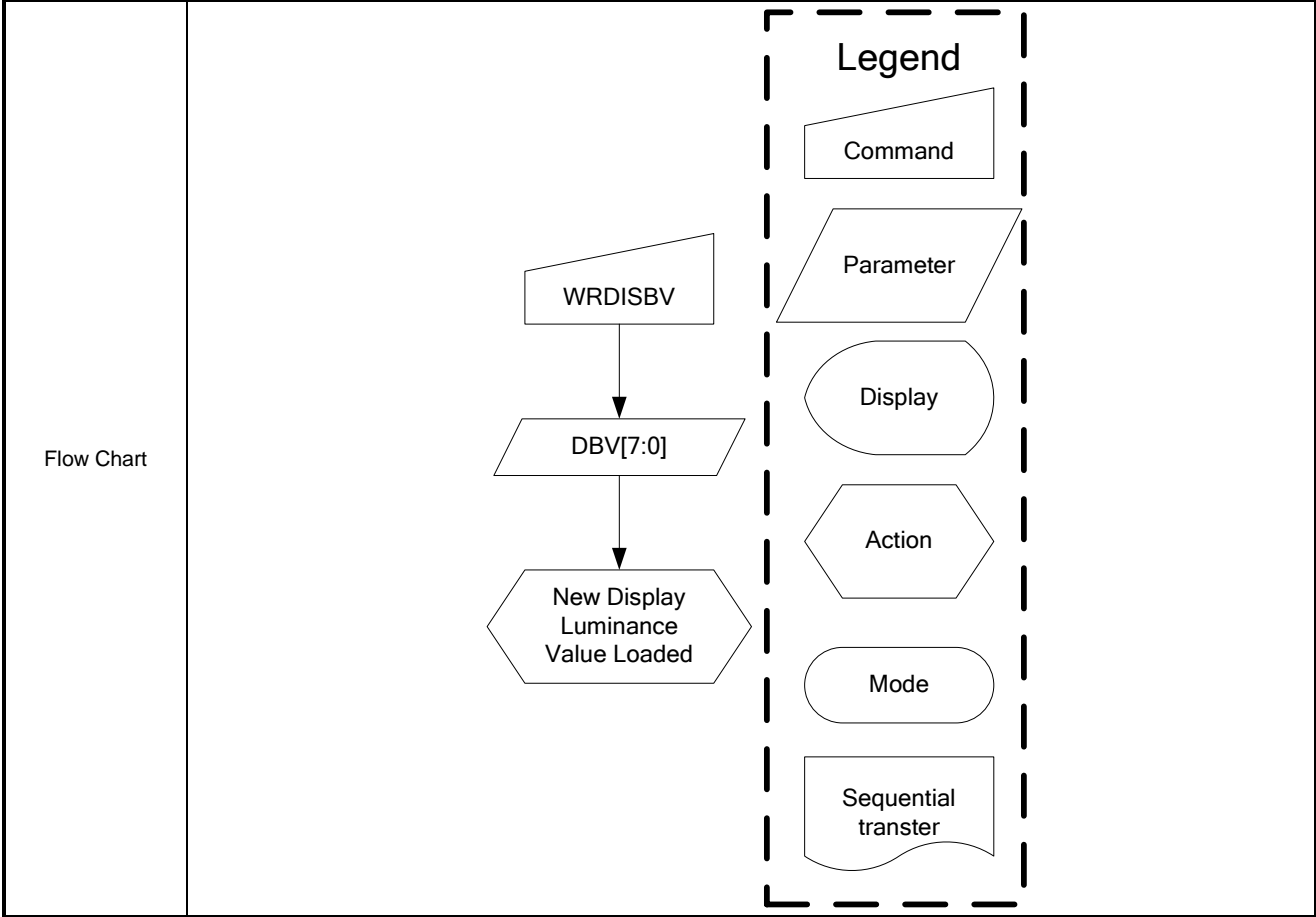 Flow Chart
WRDISBV
DBV[7:0]
New Display
Luminance
Value Loaded
Legend
Command
Parameter
Display
Action
Mode
Sequential
transter